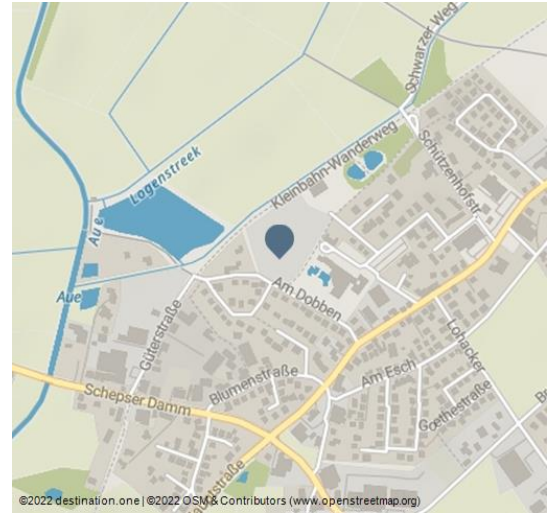 Schwarzer Weg
Kleinbahn-Wanderweg
Schützenhofstr.
Logenstreek
Aue
Aue
Am Dobben
Güterstraße
Lohacker
Blumenstraße
Am Esch
Schepser Damm
Goethestraße
©2022 destination.one | ©2022 OSM & Contributors (www.openstreetmap.org)